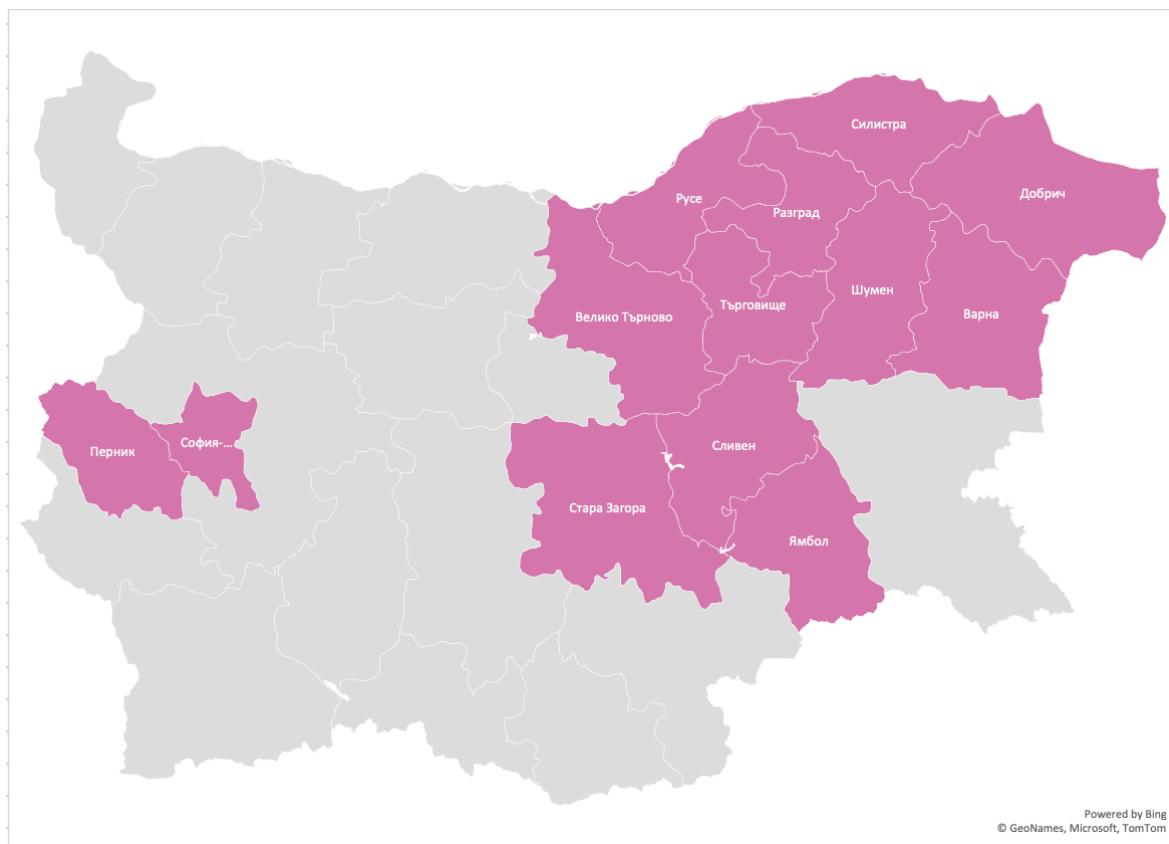 Силистра
Добрич
Русе
Разград
Шумен
Търговище
Варна
Велико Търново
Перник
София-...
Сливен
Стара Загора
Ямбол
Powered by Bing
© GeoNames, Microsoft, TomTom